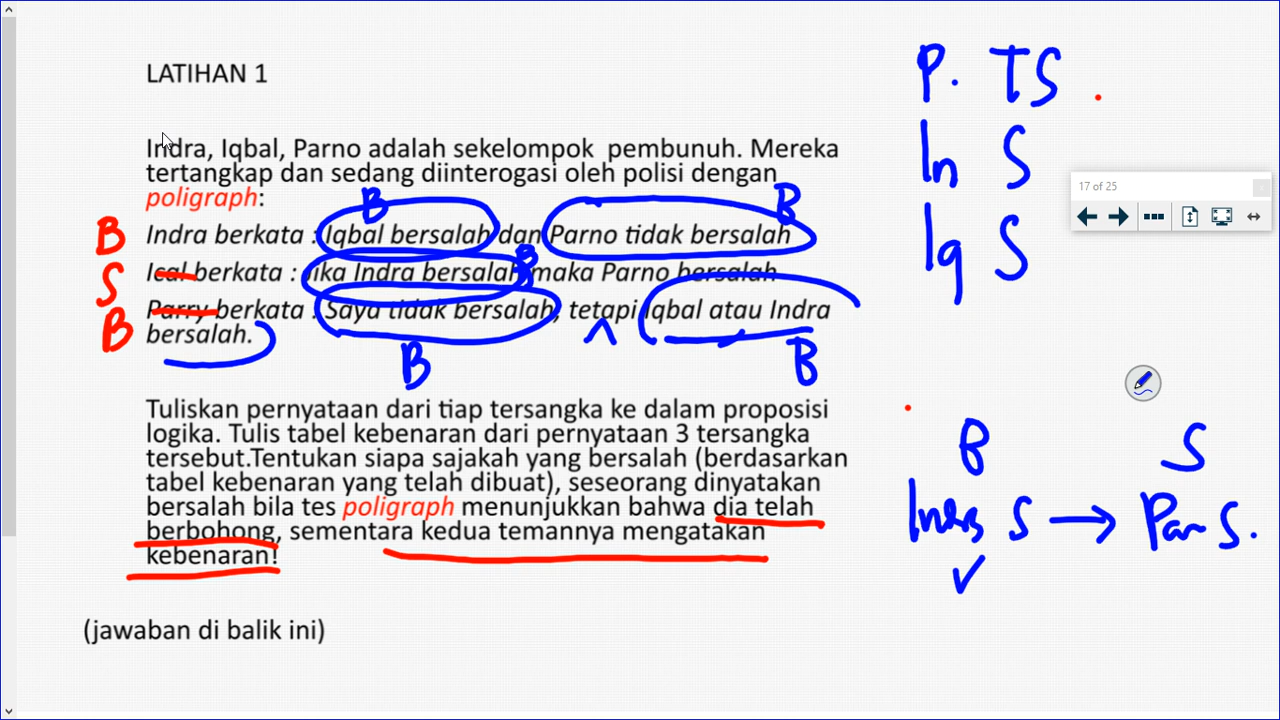 LATIHAN 1
P. TS
Indra, Iqbal, Parno adalah sekelompok pembunuh. Mereka
tertangkap dan sedang diinterogasi oleh polisi dengan
poligraph:
In S
17 of 25
B B
B Indra berkata : Iqbal bersalah dan Parno tidak bersalah
Iq S
B
S Ical berkata : Jika Indra bersalah maka Parno bersalah
B Parry berkata : Saya tidak bersalah, tetapi Iqbal atau Indra
bersalah.
^
B B
Tuliskan pernyataan dari tiap tersangka ke dalam proposisi
logika. Tulis tabel kebenaran dari pernyataan 3 tersangka
tersebut.Tentukan siapa sajakah yang bersalah (berdasarkan
tabel kebenaran yang telah dibuat), seseorang dinyatakan
bersalah bila tes poligraph menunjukkan bahwa dia telah
berbohong, sementara kedua temannya mengatakan
kebenaran!
B S
Indra S → Par S.
✓
(jawaban di balik ini)